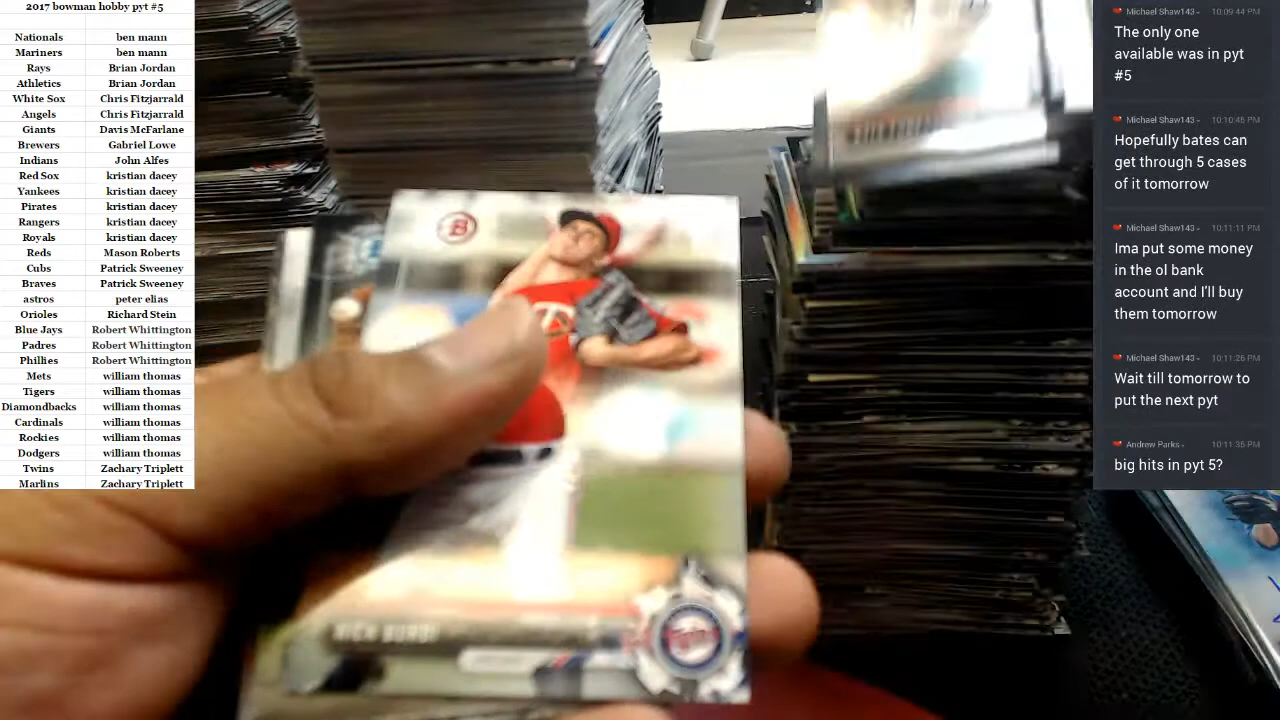 2017 bowman hobby pyt #5
Nationals ben mann
Mariners ben mann
Rays Brian Jordan
Athletics Brian Jordan
White Sox Chris Fitzjarrald
Angels Chris Fitzjarrald
Giants Davis McFarlane
Brewers Gabriel Lowe
Indians John Alfes
Red Sox kristian dacey
Yankees kristian dacey
Pirates kristian dacey
Rangers kristian dacey
Royals kristian dacey
Reds Mason Roberts
Cubs Patrick Sweeney
Braves Patrick Sweeney
astros peter elias
Orioles Richard Stein
Blue Jays Robert Whittington
Padres Robert Whittington
Phillies Robert Whittington
Mets william thomas
Tigers william thomas
Diamondbacks william thomas
Cardinals william thomas
Rockies william thomas
Dodgers william thomas
Twins Zachary Triplett
Marlins Zachary Triplett
B
NICK BURDI
Twins
Michael Shaw143 - 10:09:44 PM
The only one
available was in pyt
#5
Michael Shaw143 - 10:10:45 PM
Hopefully bates can
get through 5 cases
of it tomorrow
Michael Shaw143 - 10:11:11 PM
Ima put some money
in the ol bank
account and I'll buy
them tomorrow
Michael Shaw143 - 10:11:26 PM
Wait till tomorrow to
put the next pyt
Andrew Parks - 10:11:35 PM
big hits in pyt 5?